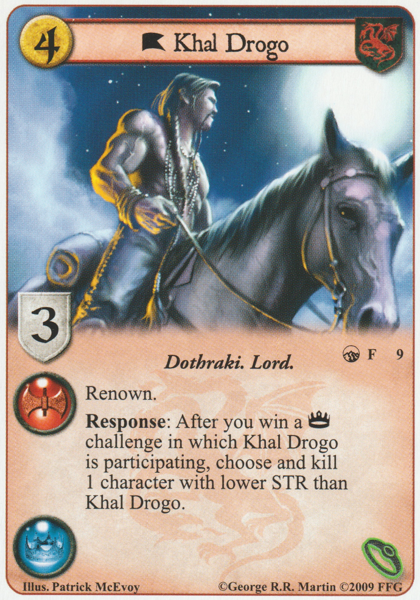 4
Khal Drogo
3
Dothraki. Lord.
F 9
Renown.
Response: After you win a
challenge in which Khal Drogo
is participating, choose and kill
1 character with lower STR than
Khal Drogo.
Illus. Patrick McEvoy ©George R.R. Martin ©2009 FFG